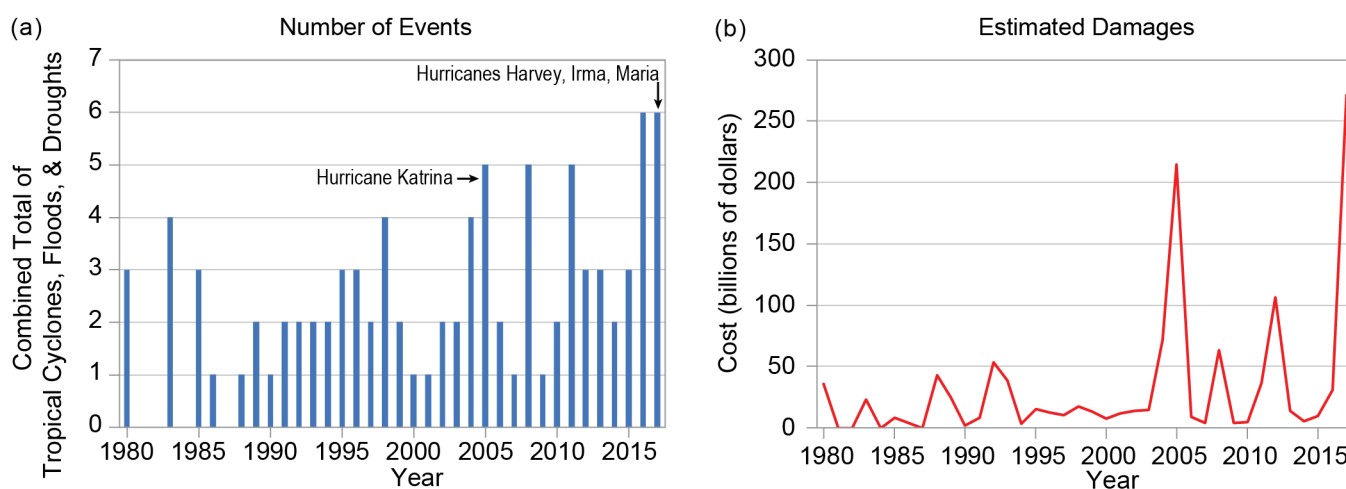 (a)
Number of Events
Combined Total of
Tropical Cyclones, Floods, & Droughts
7
6
5
4
3
2
1
0
Hurricanes Harvey, Irma, Maria
Hurricane Katrina
1980 1985 1990 1995 2000 2005 2010 2015
Year
(b)
Estimated Damages
Cost (billions of dollars)
300
250
200
150
100
50
0
1980 1985 1990 1995 2000 2005 2010 2015
Year